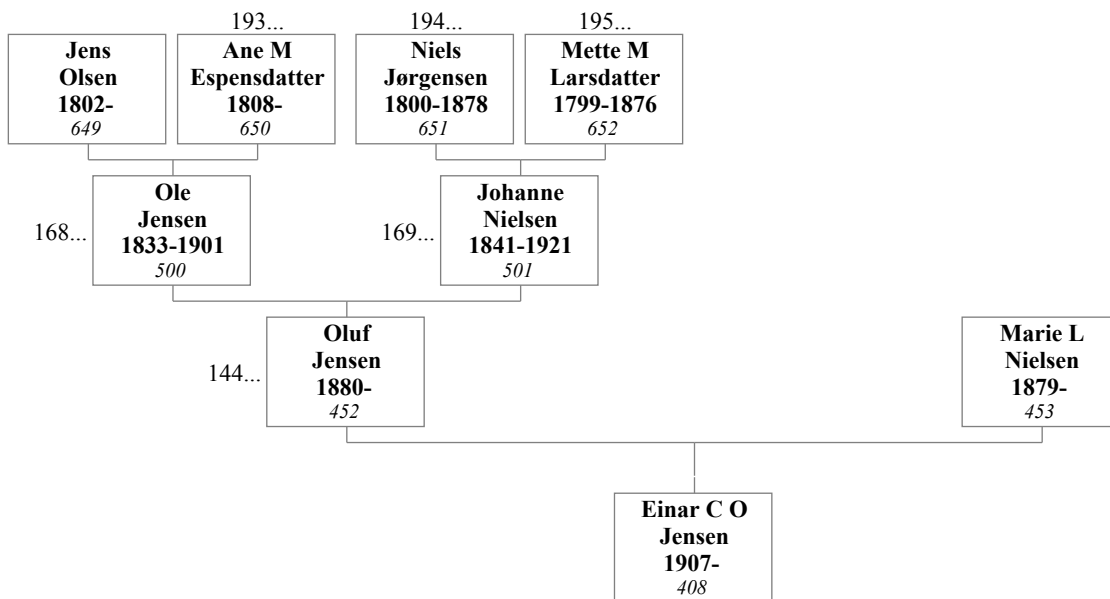 193...
194...
195...
Jens
Olsen
1802-
649
Ane M
Espensdatter
1808-
650
Niels
Jørgensen
1800-1878
651
Mette M
Larsdatter
1799-1876
652
168...
Ole
Jensen
1833-1901
500
169...
Johanne
Nielsen
1841-1921
501
144...
Oluf
Jensen
1880-
452
Marie L
Nielsen
1879-
453
Einar C O
Jensen
1907-
408